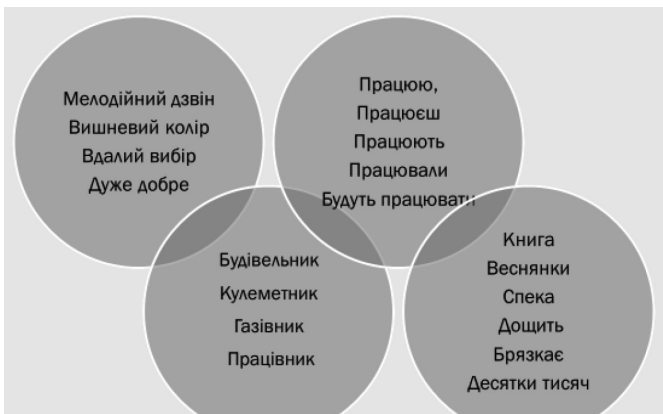 Мелодійний дзвін
Вишневий колір
Вдалий вибір
Дуже добре
Працюю,
Працюєш
Працюють
Працювали
Будуть працювати
Будівельник
Кулеметник
Газівник
Працівник
Книга
Веснянки
Спека
Дощить
Брязкає
Десятки тисяч